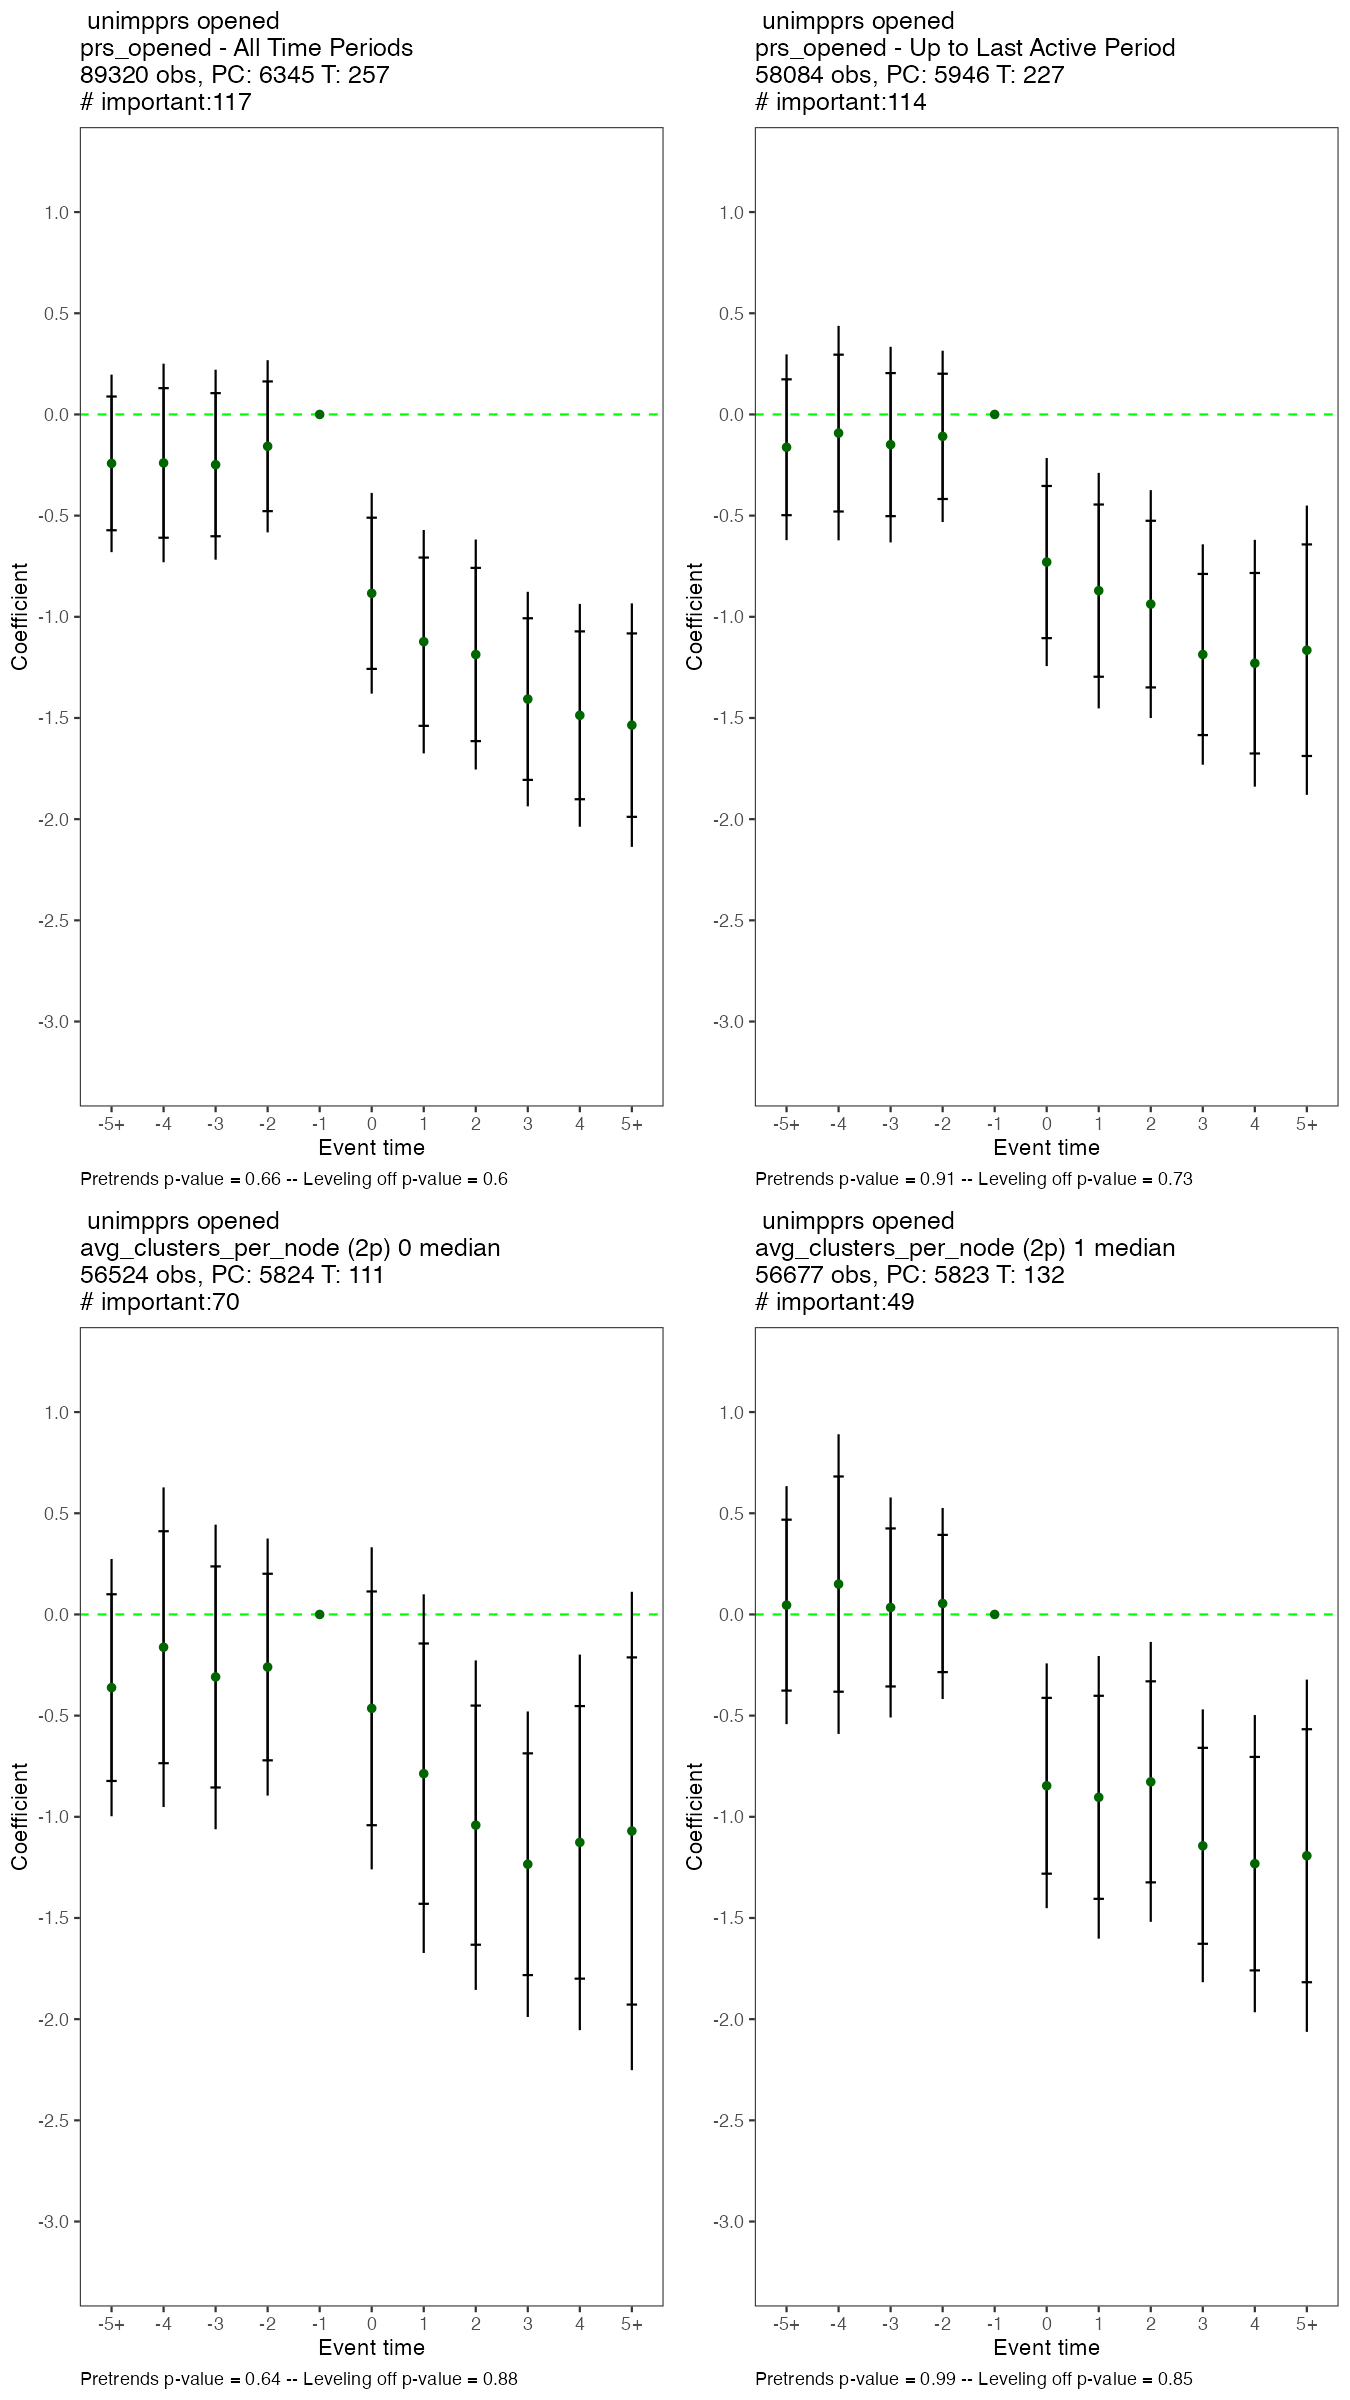 unimpprs opened
prs_opened - All Time Periods
89320 obs, PC: 6345 T: 257
# important:117
1.0
0.5
0.0
-0.5
-1.0
-1.5
-2.0
-2.5
-3.0
Coefficient
-5+ -4 -3 -2 -1 0 1 2 3 4 5+
Event time
Pretrends p-value = 0.66 -- Leveling off p-value = 0.6
unimpprs opened
prs_opened - Up to Last Active Period
58084 obs, PC: 5946 T: 227
# important:114
1.0
0.5
0.0
-0.5
-1.0
-1.5
-2.0
-2.5
-3.0
Coefficient
-5+ -4 -3 -2 -1 0 1 2 3 4 5+
Event time
Pretrends p-value = 0.91 -- Leveling off p-value = 0.73
unimpprs opened
avg_clusters_per_node (2p) 0 median
56524 obs, PC: 5824 T: 111
# important:70
1.0
0.5
0.0
-0.5
-1.0
-1.5
-2.0
-2.5
-3.0
Coefficient
-5+ -4 -3 -2 -1 0 1 2 3 4 5+
Event time
Pretrends p-value = 0.64 -- Leveling off p-value = 0.88
unimpprs opened
avg_clusters_per_node (2p) 1 median
56677 obs, PC: 5823 T: 132
# important:49
1.0
0.5
0.0
-0.5
-1.0
-1.5
-2.0
-2.5
-3.0
Coefficient
-5+ -4 -3 -2 -1 0 1 2 3 4 5+
Event time
Pretrends p-value = 0.99 -- Leveling off p-value = 0.85